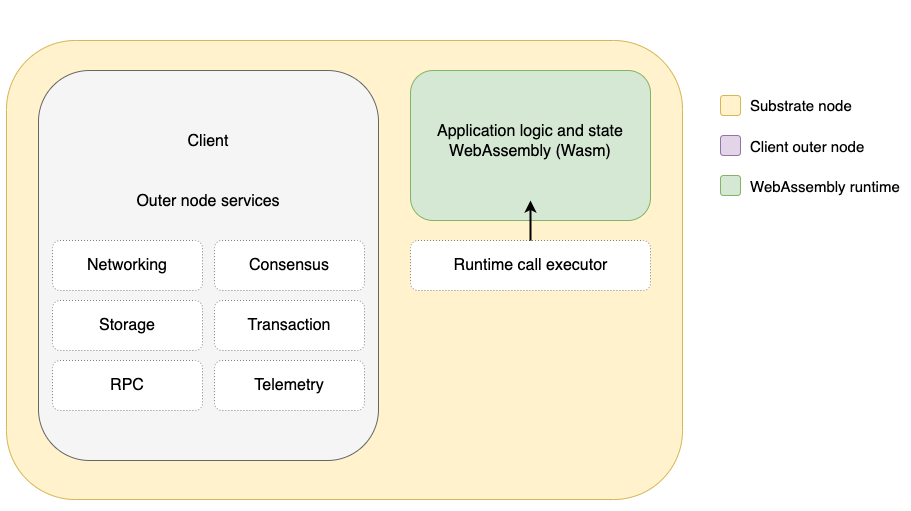 Client
Outer node services
Networking
Consensus
Storage
Transaction
RPC
Telemetry
Application logic and state
WebAssembly (Wasm)
Runtime call executor
Substrate node
Client outer node
WebAssembly runtime